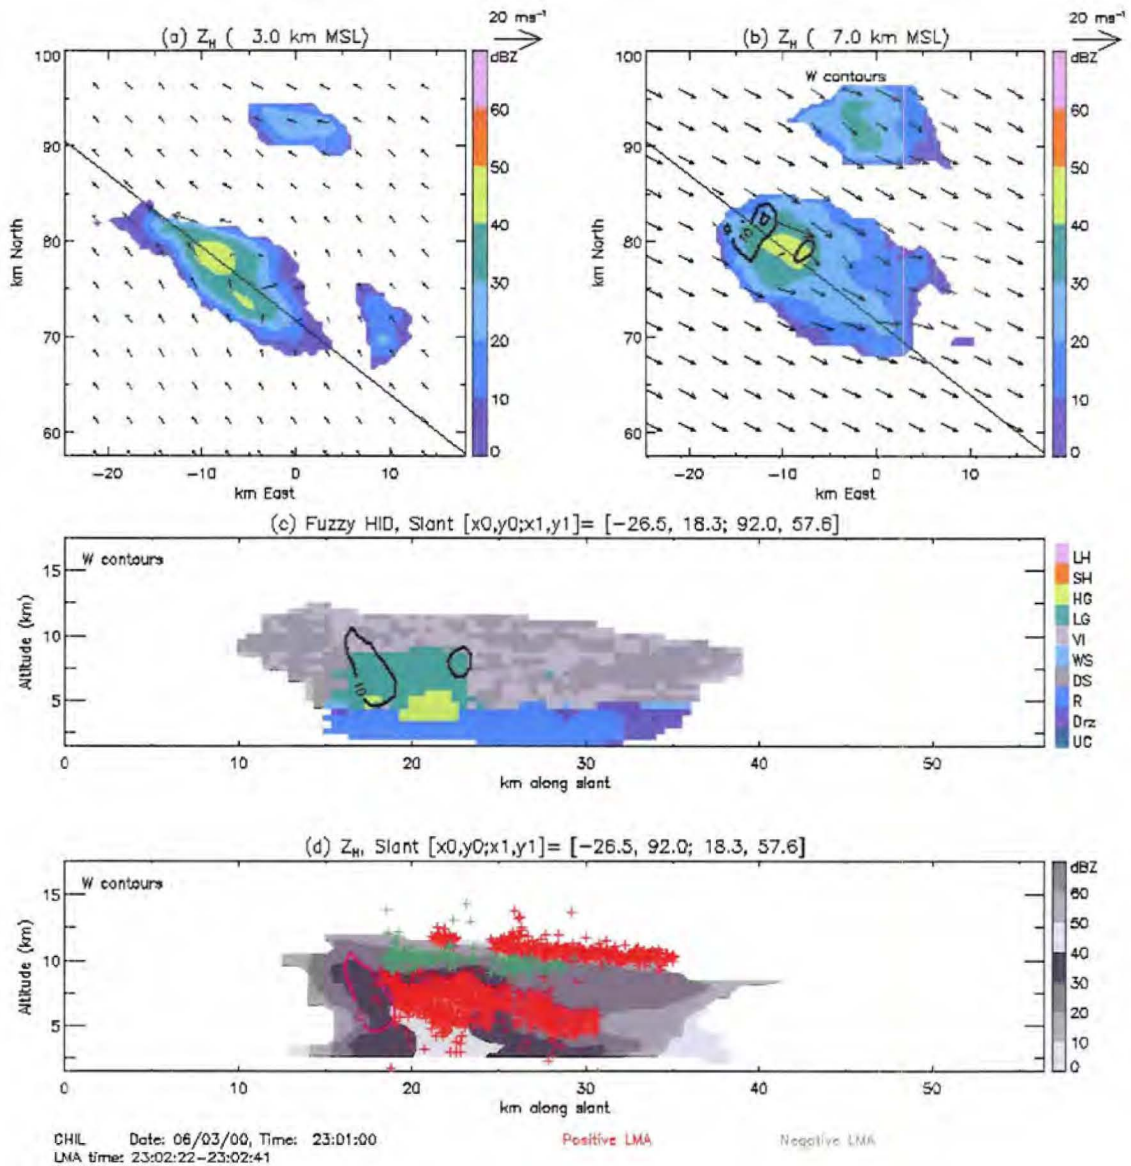 20 ms⁻¹
(a) Z_H ( 3.0 km MSL)
dBZ
100
90
80
70
60
km North
-20 -10 0 10
km East
60
50
40
30
20
10
0
20 ms⁻¹
(b) Z_H ( 7.0 km MSL)
W contours
dBZ
100
90
80
70
60
km North
10
-20 -10 0 10
km East
60
50
40
30
20
10
0
(c) Fuzzy HID, Slant [x0,y0;x1,y1]= [-26.5, 18.3; 92.0, 57.6]
W contours
15
10
5
Altitude (km)
10
0 10 20 30 40 50
km along slant
LH
SH
HG
LG
VI
WS
DS
R
Drz
UC
(d) Z_H, Slant [x0,y0;x1,y1]= [-26.5, 92.0; 18.3, 57.6]
W contours
15
10
5
Altitude (km)
0 10 20 30 40 50
km along slant
dBZ
60
50
40
30
20
10
0
CHIL Date: 06/03/00, Time: 23:01:00
Positive LMA
Negative LMA
LMA time: 23:02:22-23:02:41